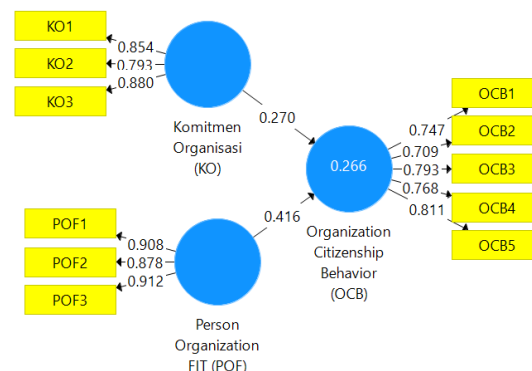 KO1
KO2
KO3
0.854
0.793
0.880
Komitmen
Organisasi
(KO)
0.270
POF1
POF2
POF3
0.908
0.878
0.912
Person
Organization
FIT (POF)
0.416
0.266
Organization
Citizenship
Behavior
(OCB)
0.747
0.709
0.793
0.768
0.811
OCB1
OCB2
OCB3
OCB4
OCB5